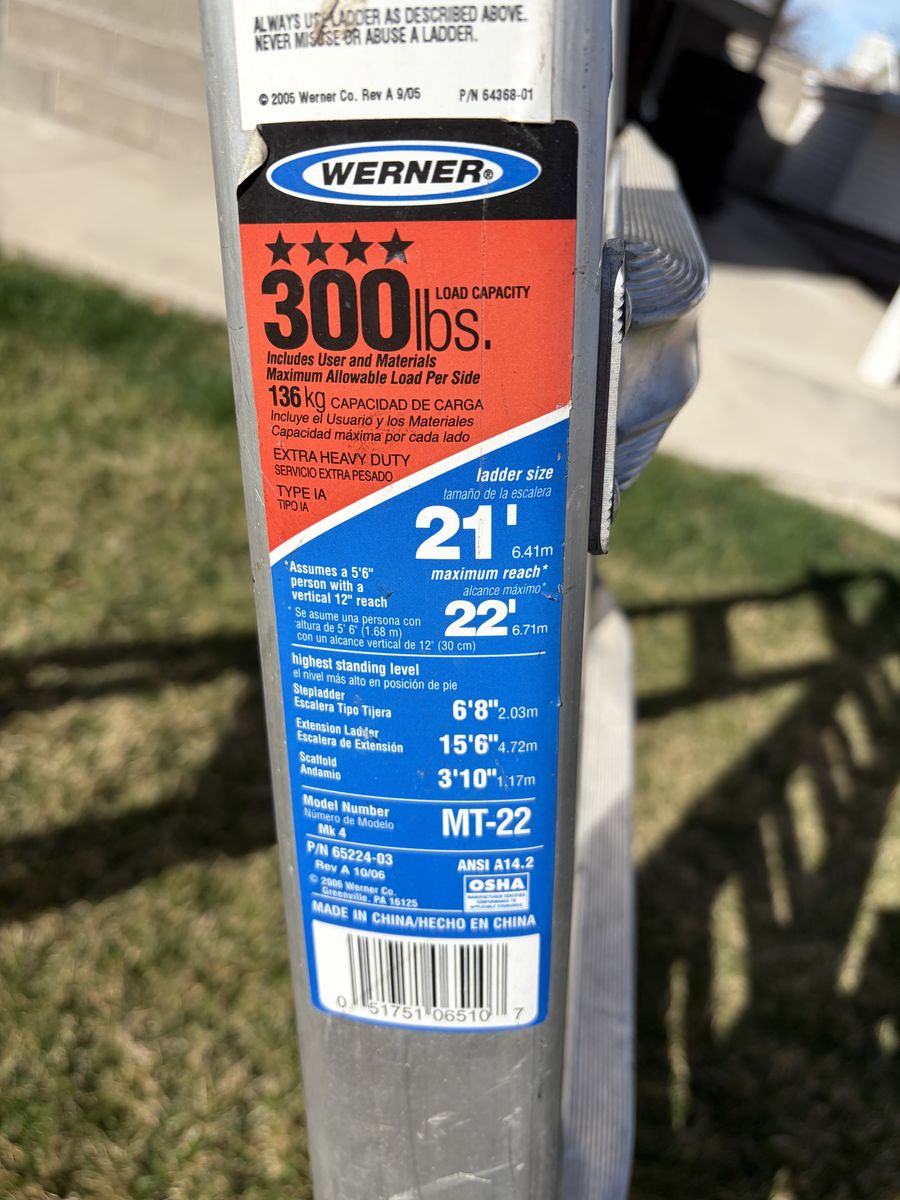 ALWAYS USE LADDER AS DESCRIBED ABOVE.
NEVER MISUSE OR ABUSE A LADDER.
© 2005 Werner Co. Rev A 9/05 P/N 64368-01
WERNER®
★★★★
300 lbs. LOAD CAPACITY
Includes User and Materials
Maximum Allowable Load Per Side
136 kg CAPACIDAD DE CARGA
Incluye el Usuario y los Materiales
Capacidad máxima por cada lado
EXTRA HEAVY DUTY
SERVICIO EXTRA PESADO
TYPE IA
TIPO IA
ladder size
tamaño de la escalera
21' 6.41m
maximum reach*
alcance máximo*
22' 6.71m
*Assumes a 5'6"
person with a
vertical 12" reach
* Se asume una persona con
altura de 5' 6" (1.68 m)
con un alcance vertical de 12" (30 cm)
highest standing level
el nivel más alto en posición de pie
Stepladder
Escalera Tipo Tijera 6'8" 2.03m
Extension Ladder
Escalera de Extensión 15'6" 4.72m
Scaffold
Andamio 3'10" 1.17m
Model Number
Número de Modelo
Mk 4 MT-22
P/N 65224-03
Rev A 10/06
© 2006 Werner Co.
Greenville, PA 16125
ANSI A14.2
OSHA
MANUFACTURER CERTIFIES
CONFORMANCE TO
APPLICABLE STANDARDS
MADE IN CHINA/HECHO EN CHINA
0 51751 06510 7